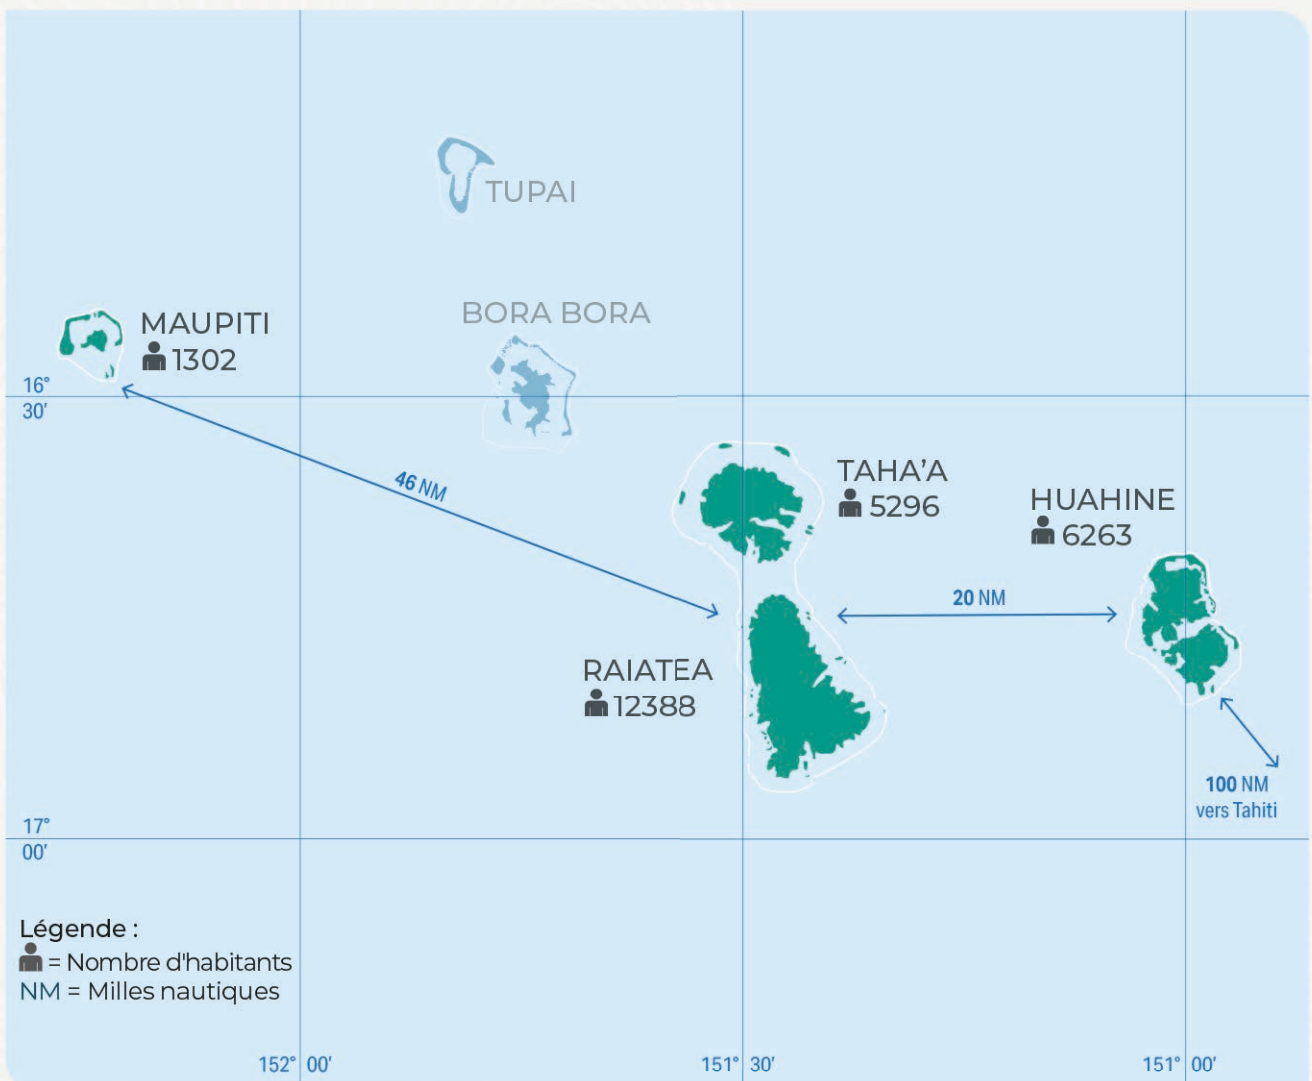 TUPAI
BORA BORA
MAUPITI
1302
16°
30'
46 NM
TAHA'A
5296
HUAHINE
6263
20 NM
RAIATEA
12388
100 NM
vers Tahiti
17°
00'
Légende :
= Nombre d'habitants
NM = Milles nautiques
152° 00'
151° 30'
151° 00'